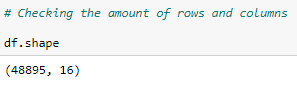 # Checking the amount of rows and columns
df.shape
(48895, 16)